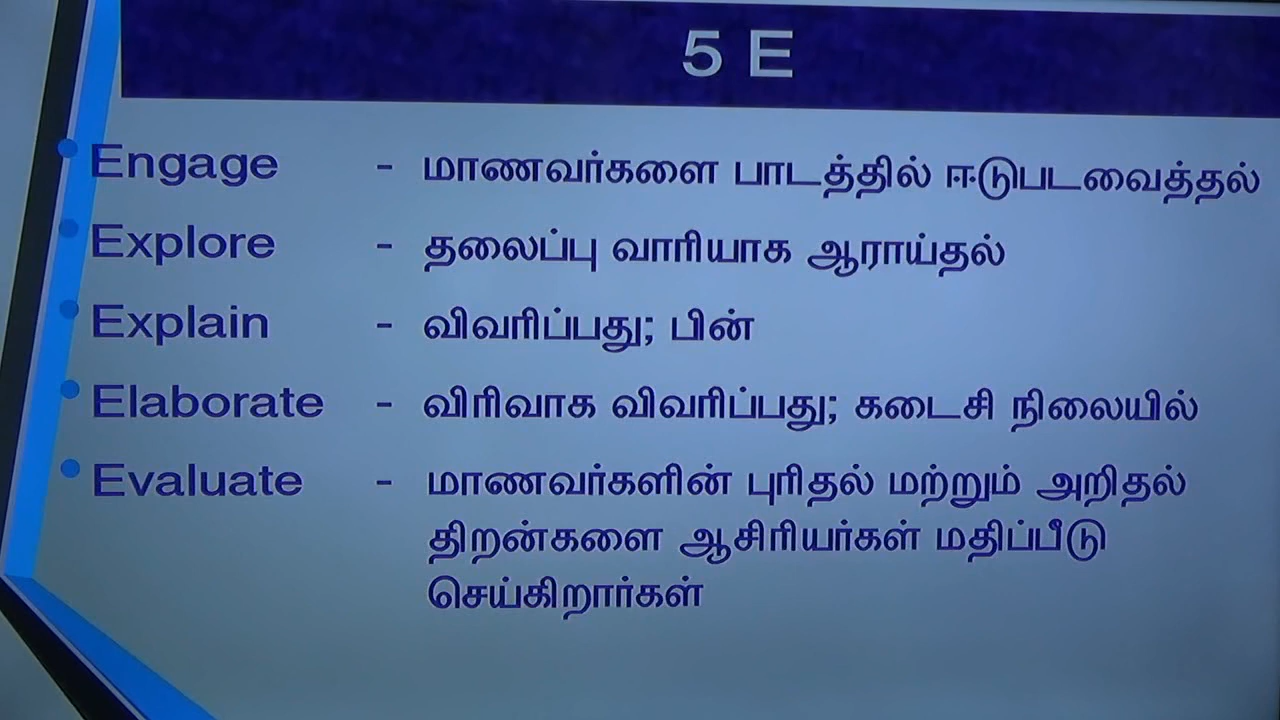 5 E
Engage - மாணவர்களை பாடத்தில் ஈடுபடவைத்தல்
Explore - தலைப்பு வாரியாக ஆராய்தல்
Explain - விவரிப்பது; பின்
Elaborate - விரிவாக விவரிப்பது; கடைசி நிலையில்
Evaluate - மாணவர்களின் புரிதல் மற்றும் அறிதல்
திறன்களை ஆசிரியர்கள் மதிப்பீடு
செய்கிறார்கள்